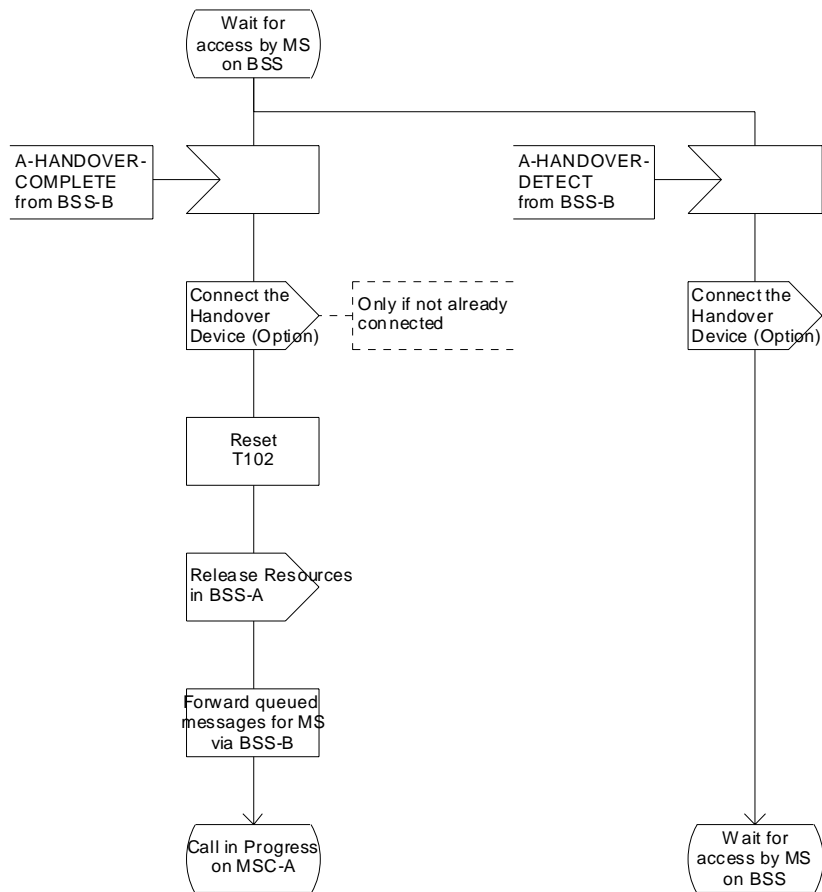 Wait for
access by MS
on BSS
A-HANDOVER-
COMPLETE
from BSS-B
A-HANDOVER-
DETECT
from BSS-B
Connect the
Handover
Device (Option)
Only if not already
connected
Connect the
Handover
Device (Option)
Reset
T102
Release Resources
in BSS-A
Forward queued
messages for MS
via BSS-B
Call in Progress
on MSC-A
Wait for
access by MS
on BSS